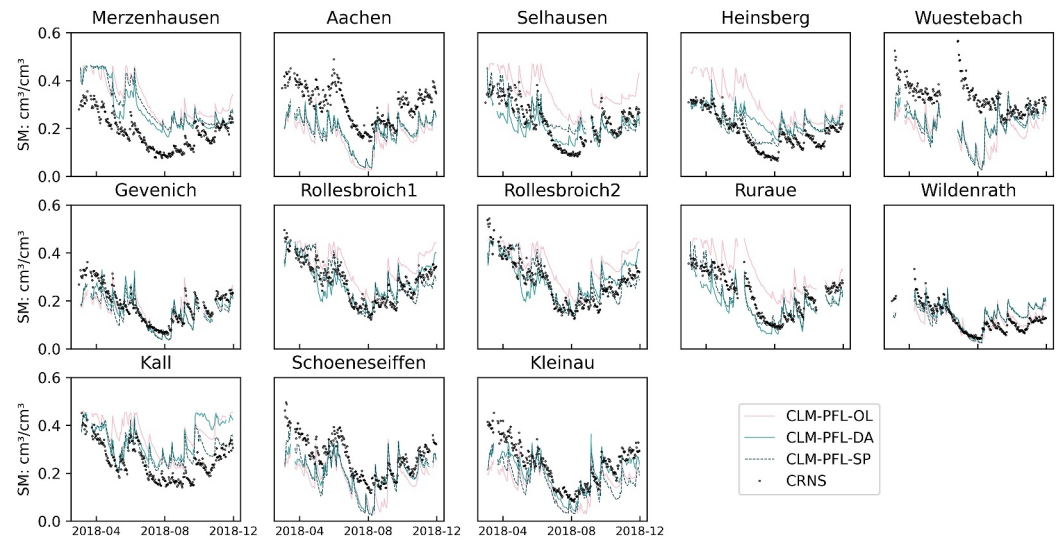 Merzenhausen Aachen Selhausen Heinsberg Wuestebach
0.6
0.4
0.2
0.0
SM: cm³/cm³
Gevenich Rollesbroich1 Rollesbroich2 Ruraue Wildenrath
0.6
0.4
0.2
0.0
SM: cm³/cm³
Kall Schoeneseiffen Kleinau
0.6
0.4
0.2
0.0
SM: cm³/cm³
2018-04 2018-08 2018-12 2018-04 2018-08 2018-12 2018-04 2018-08 2018-12
CLM-PFL-OL
CLM-PFL-DA
CLM-PFL-SP
CRNS